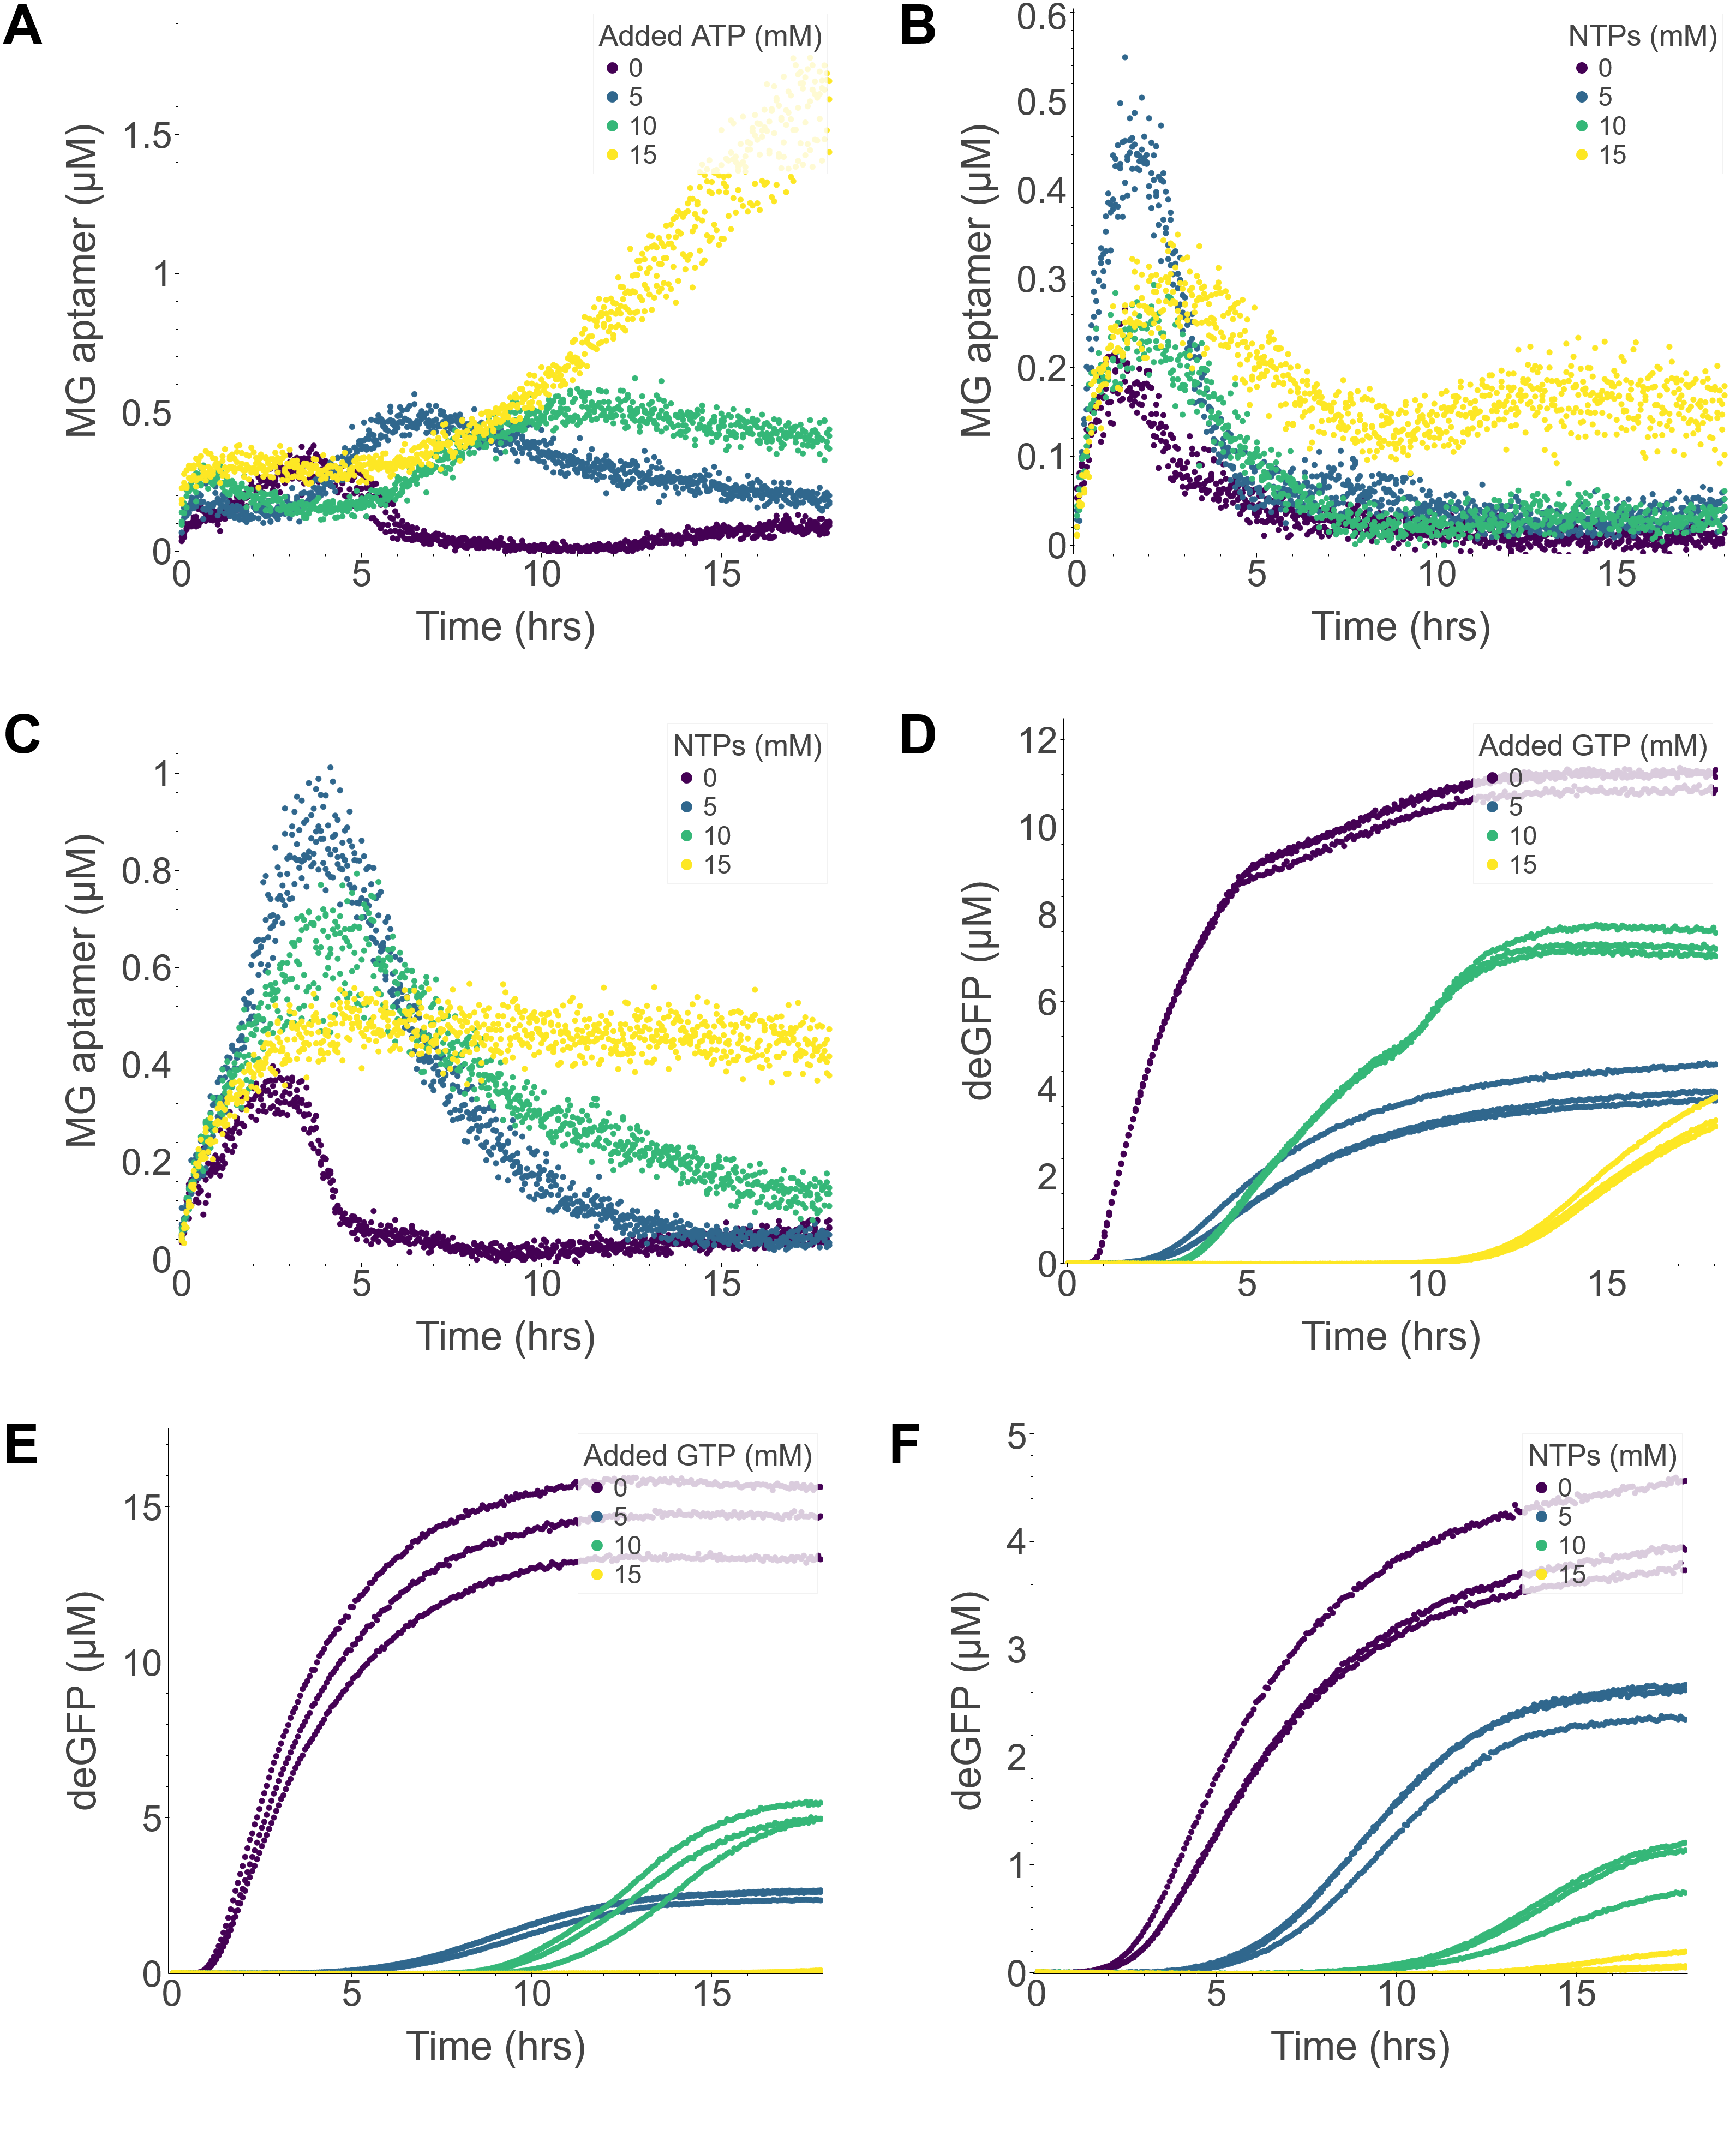 A
Added ATP (mM)
0
5
10
15
1.5
1
0.5
0
MG aptamer (μM)
0 5 10 15
Time (hrs)
B
NTPs (mM)
0
5
10
15
0.6
0.5
0.4
0.3
0.2
0.1
0
MG aptamer (μM)
0 5 10 15
Time (hrs)
C
NTPs (mM)
0
5
10
15
1
0.8
0.6
0.4
0.2
0
MG aptamer (μM)
0 5 10 15
Time (hrs)
D
Added GTP (mM)
0
5
10
15
12
10
8
6
4
2
0
deGFP (μM)
0 5 10 15
Time (hrs)
E
Added GTP (mM)
0
5
10
15
15
10
5
0
deGFP (μM)
0 5 10 15
Time (hrs)
F
NTPs (mM)
0
5
10
15
5
4
3
2
1
0
deGFP (μM)
0 5 10 15
Time (hrs)